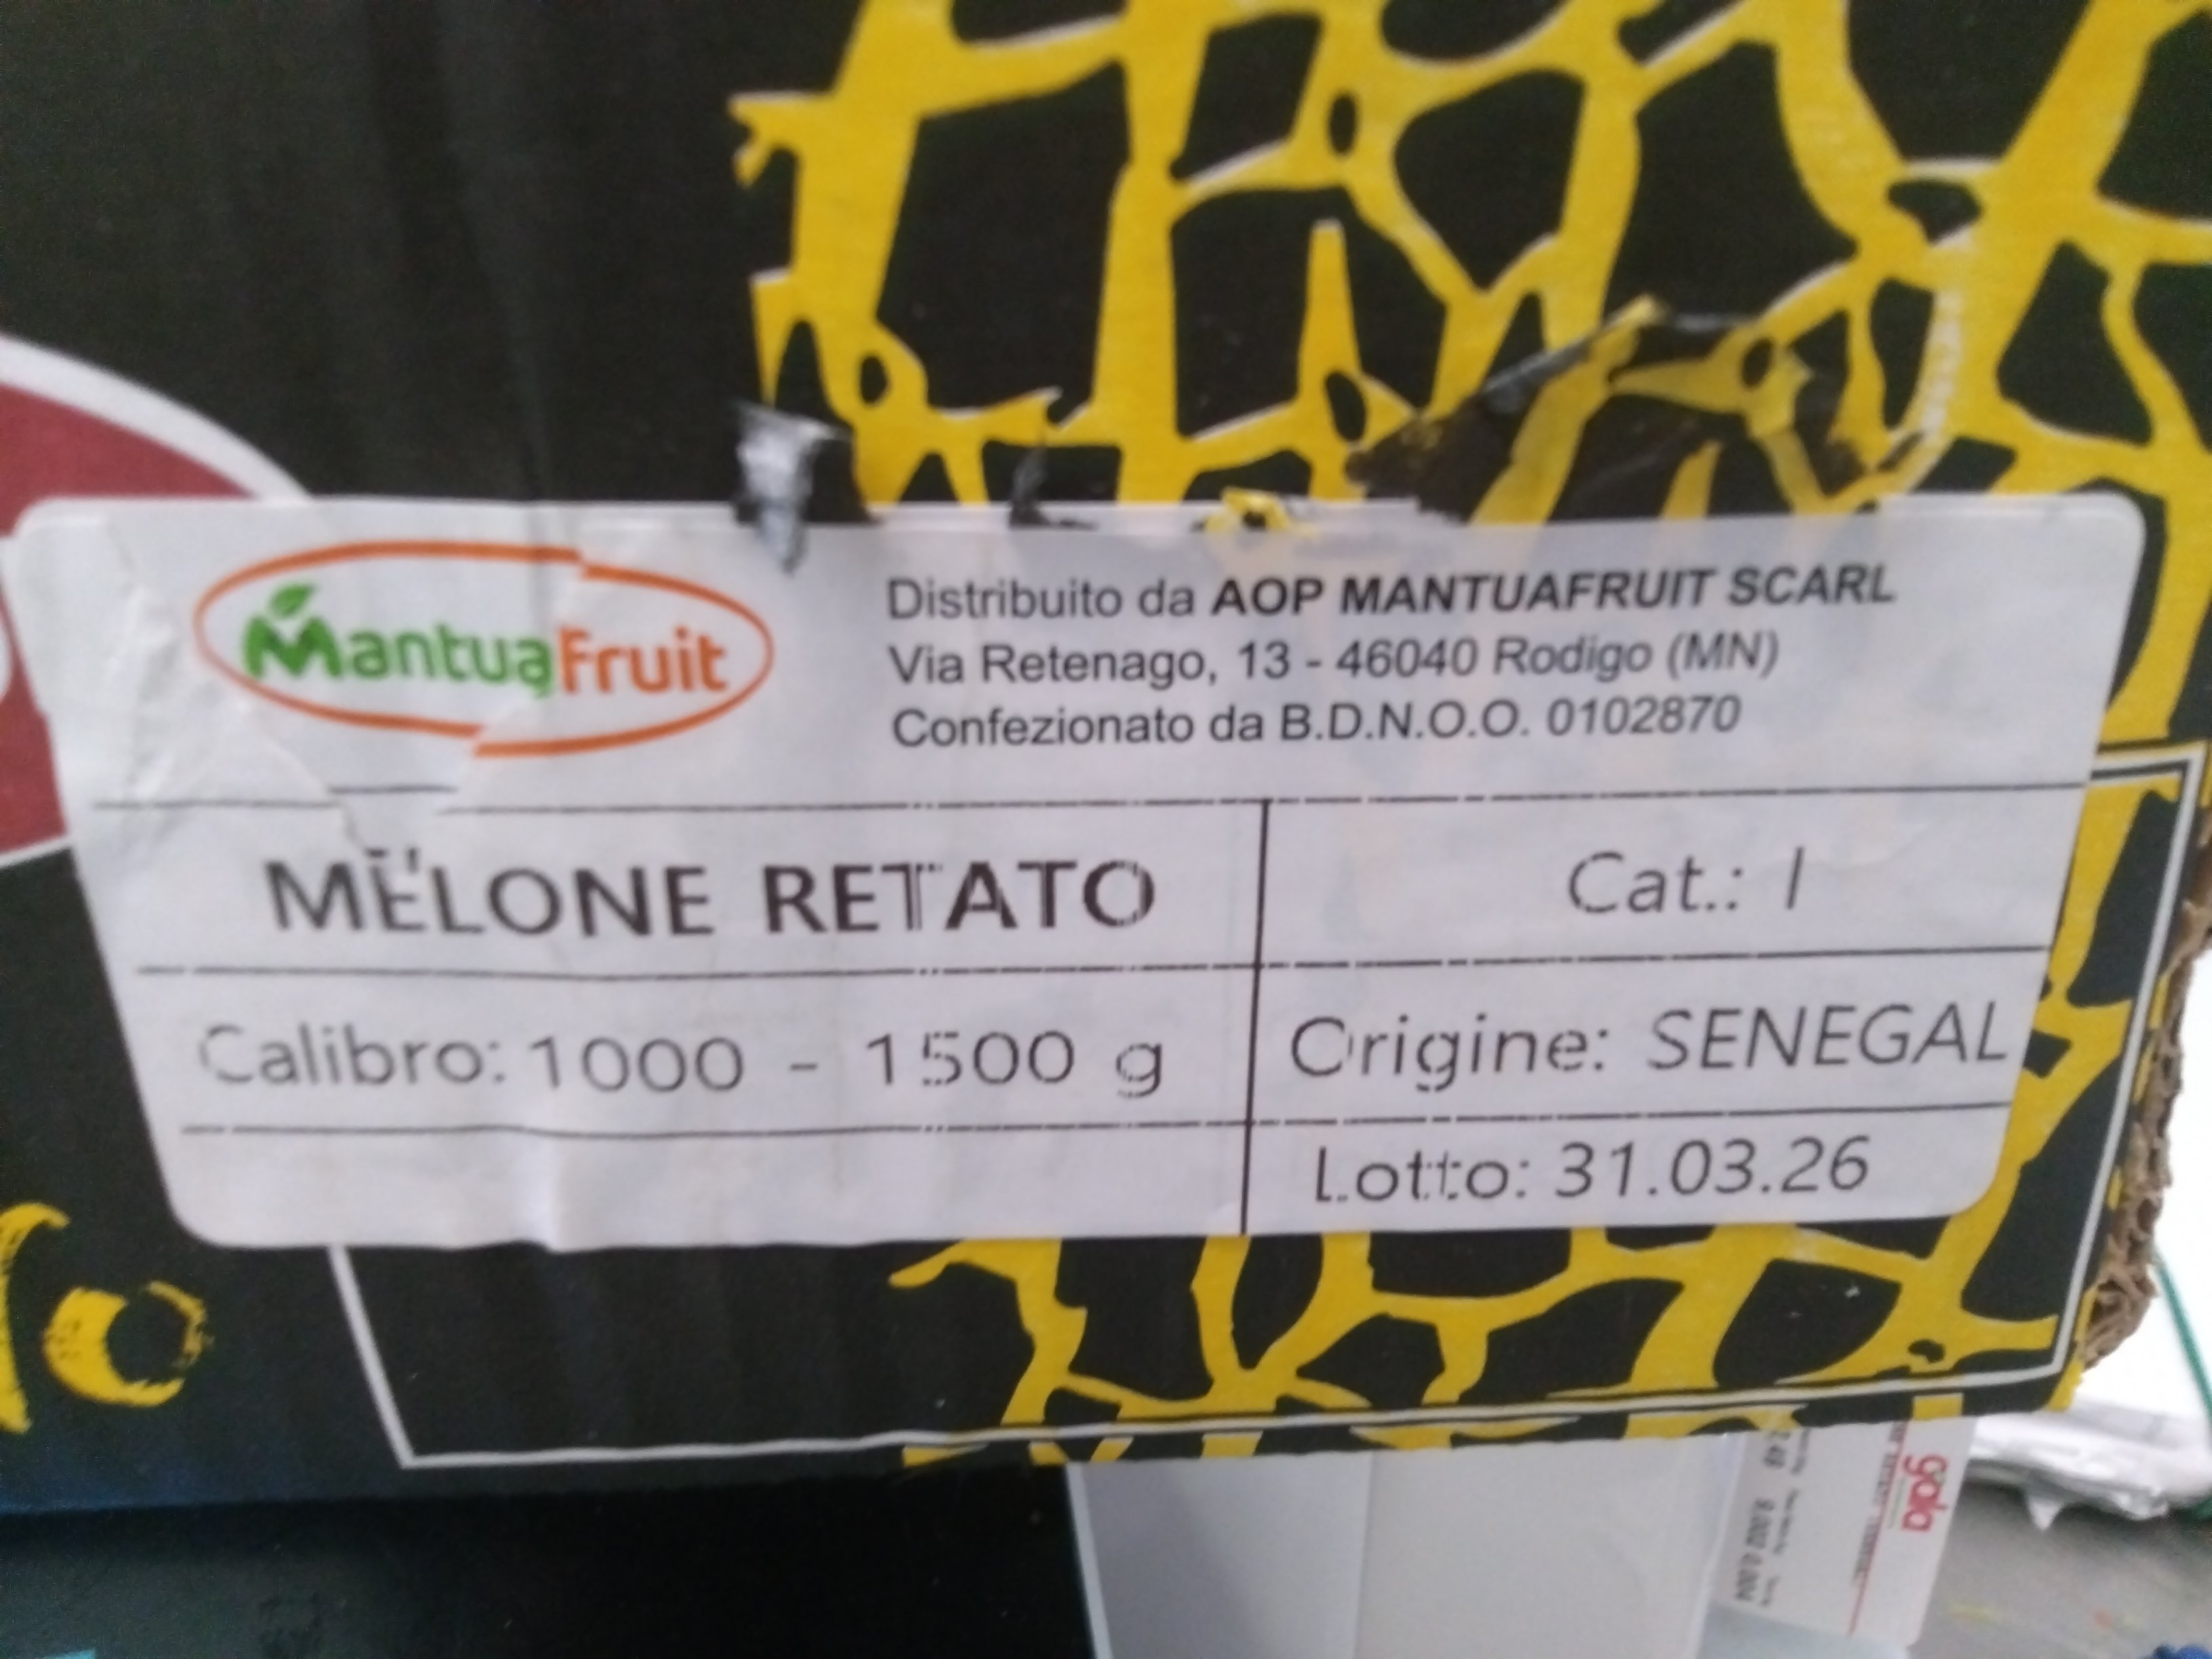 MantuaFruit
Distribuito da AOP MANTUAFRUIT SCARL
Via Retenago, 13 - 46040 Rodigo (MN)
Confezionato da B.D.N.O.O. 0102870
MELONE RETATO
Cat.: I
Calibro: 1000 - 1500 g
Origine: SENEGAL
Lotto: 31.03.26
gala